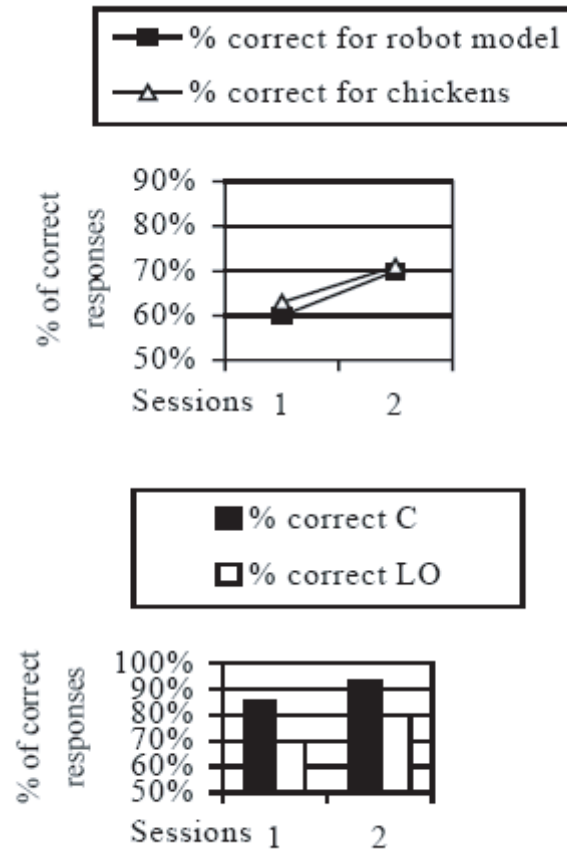 % correct for robot model
% correct for chickens
% of correct
responses
90%
80%
70%
60%
50%
Sessions 1 2
% correct C
% correct LO
% of correct
responses
100%
90%
80%
70%
60%
50%
Sessions 1 2